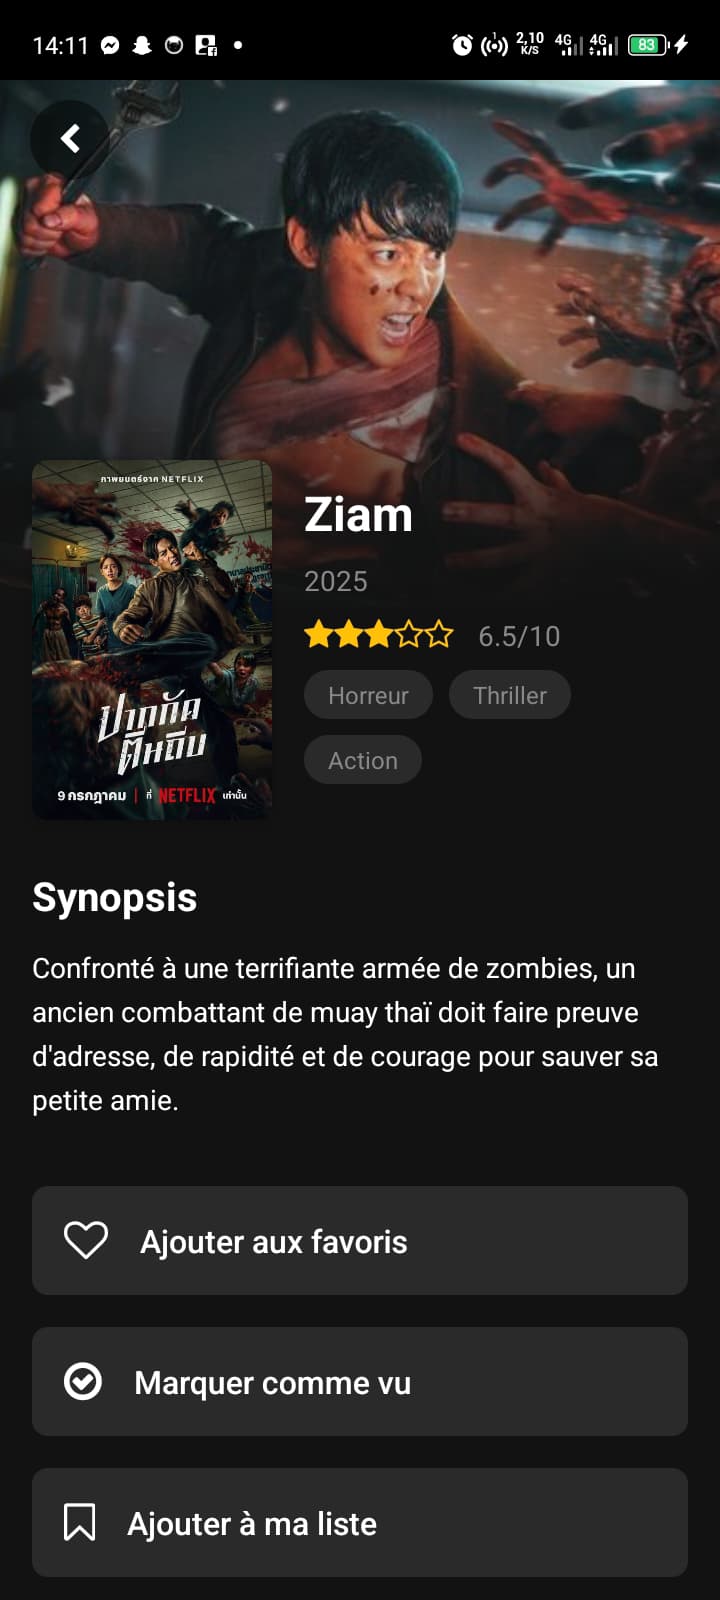 14:11
2,10
K/S
4G
4G
83
ภาพยนตร์จาก NETFLIX
ปากกัด
ตีนถีบ
9 กรกฎาคม | ที่ NETFLIX เท่านั้น
Ziam
2025
6.5/10
Horreur
Thriller
Action
Synopsis
Confronté à une terrifiante armée de zombies, un
ancien combattant de muay thaï doit faire preuve
d'adresse, de rapidité et de courage pour sauver sa
petite amie.
Ajouter aux favoris
Marquer comme vu
Ajouter à ma liste